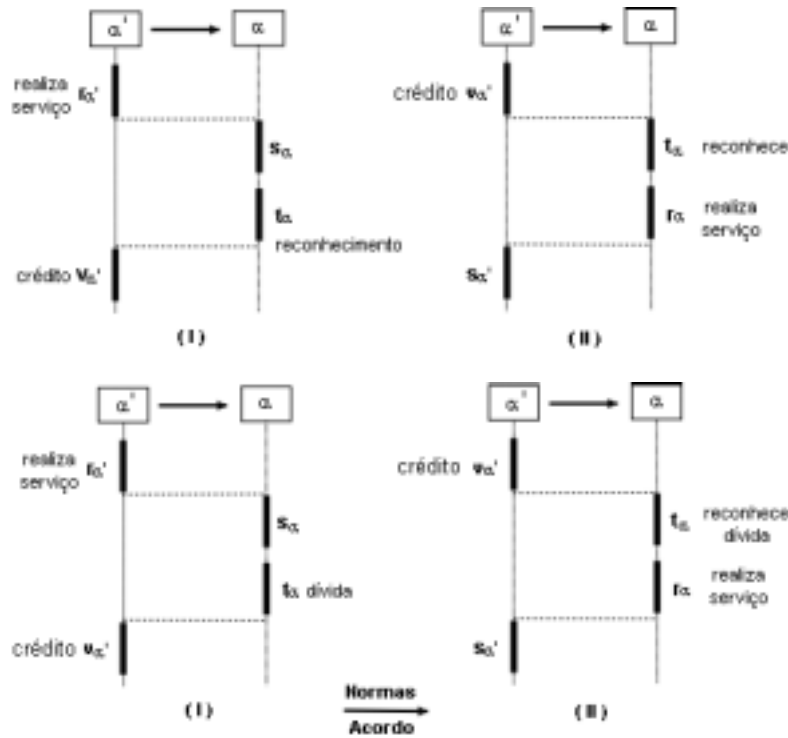 α' α
realiza
serviço rα'
sα
tα
reconhecimento
crédito Vα'
( I )
α' α
crédito vα'
tα reconhece
rα realiza
serviço
sα'
(II)
α' α
realiza
serviço rα'
sα
tα dívida
crédito vα'
( I )
Normas
Acordo
α' α
crédito vα'
tα reconhece
dívida
rα realiza
serviço
sα'
(II)